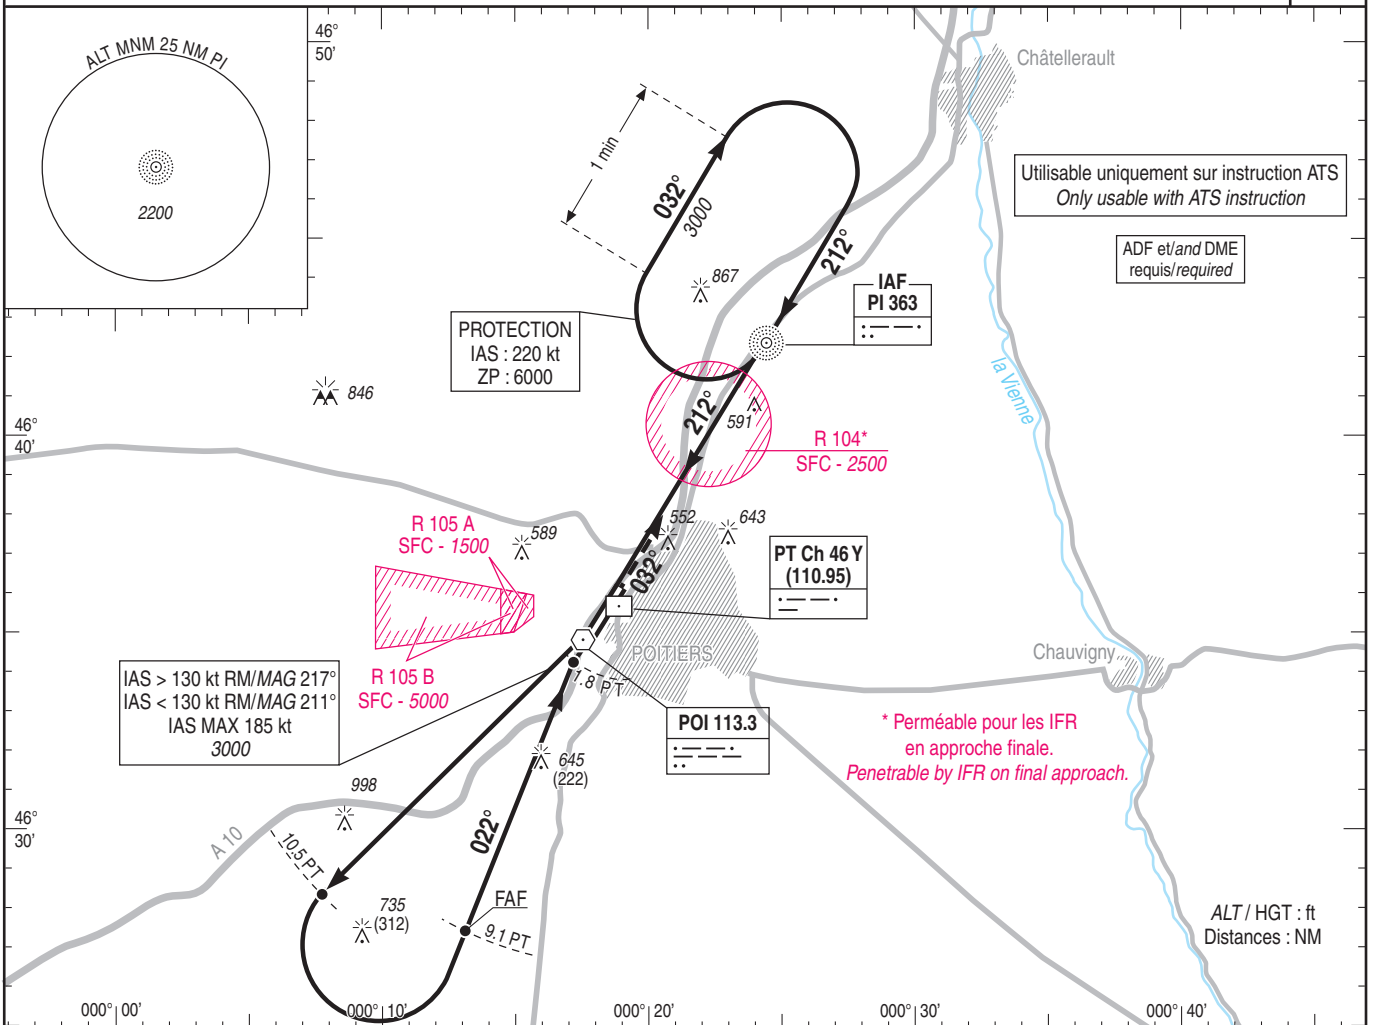 ALT MNM 25 NM PI
2200
46°
50'
Châtellerault
Utilisable uniquement sur instruction ATS
Only usable with ATS instruction
ADF et/and DME
requis/required
1 min
032°
3000
212°
867
IAF
PI 363
PROTECTION
IAS : 220 kt
ZP : 6000
846
la Vienne
212°
591
46°
40'
R 104*
SFC - 2500
R 105 A
SFC - 1500
589
552
643
PT Ch 46 Y
(110.95)
032°
POITIERS
Chauvigny
R 105 B
SFC - 5000
1.8 PT
IAS > 130 kt RM/MAG 217°
IAS < 130 kt RM/MAG 211°
IAS MAX 185 kt
3000
POI 113.3
* Perméable pour les IFR
en approche finale.
Penetrable by IFR on final approach.
645
(222)
998
46°
30'
A 10
022°
10.5 PT
735
(312)
FAF
9.1 PT
ALT / HGT : ft
Distances : NM
000° 00'
000° 10'
000° 20'
000° 30'
000° 40'